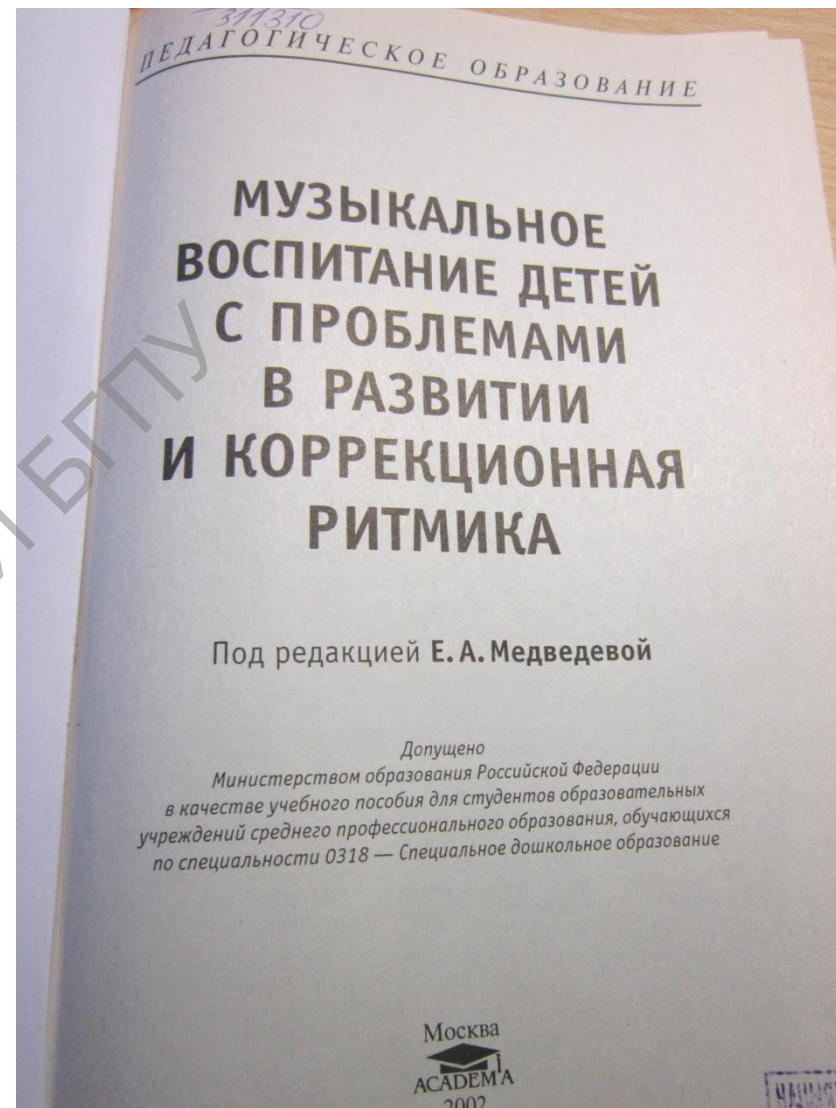 311310
ПЕДАГОГИЧЕСКОЕ ОБРАЗОВАНИЕ
МУЗЫКАЛЬНОЕ
ВОСПИТАНИЕ ДЕТЕЙ
С ПРОБЛЕМАМИ
В РАЗВИТИИ
И КОРРЕКЦИОННАЯ
РИТМИКА
Под редакцией Е. А. Медведевой
Допущено
Министерством образования Российской Федерации
в качестве учебного пособия для студентов образовательных
учреждений среднего профессионального образования, обучающихся
по специальности 0318 — Специальное дошкольное образование
Москва
ACADEMA
2002
БГПУ